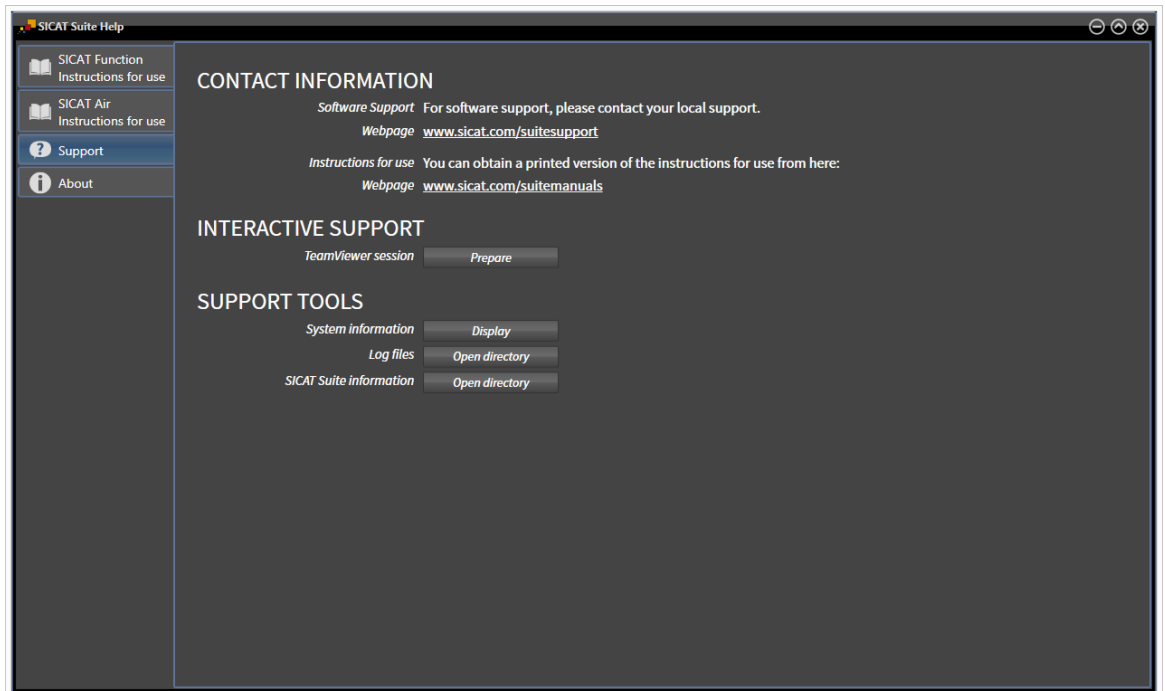 SICAT Suite Help
SICAT Function
Instructions for use
SICAT Air
Instructions for use
Support
About
CONTACT INFORMATION
Software Support For software support, please contact your local support.
Webpage www.sicat.com/suitesupport
Instructions for use You can obtain a printed version of the instructions for use from here:
Webpage www.sicat.com/suitemanuals
INTERACTIVE SUPPORT
TeamViewer session Prepare
SUPPORT TOOLS
System information Display
Log files Open directory
SICAT Suite information Open directory